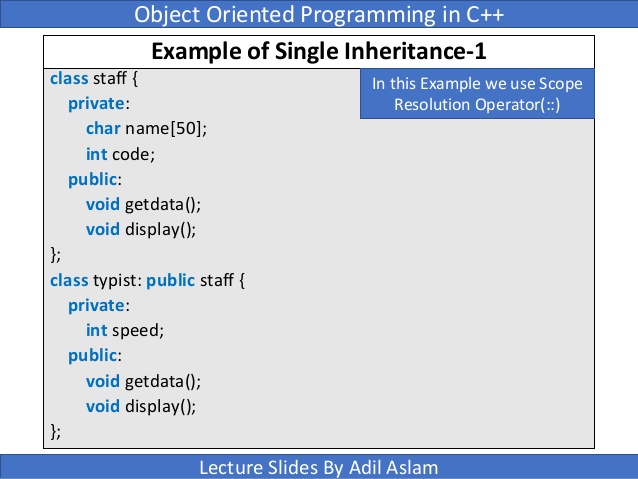 Object Oriented Programming in C++
Example of Single Inheritance-1
In this Example we use Scope
Resolution Operator(::)
class staff {
private:
char name[50];
int code;
public:
void getdata();
void display();
};
class typist: public staff {
private:
int speed;
public:
void getdata();
void display();
};
Lecture Slides By Adil Aslam